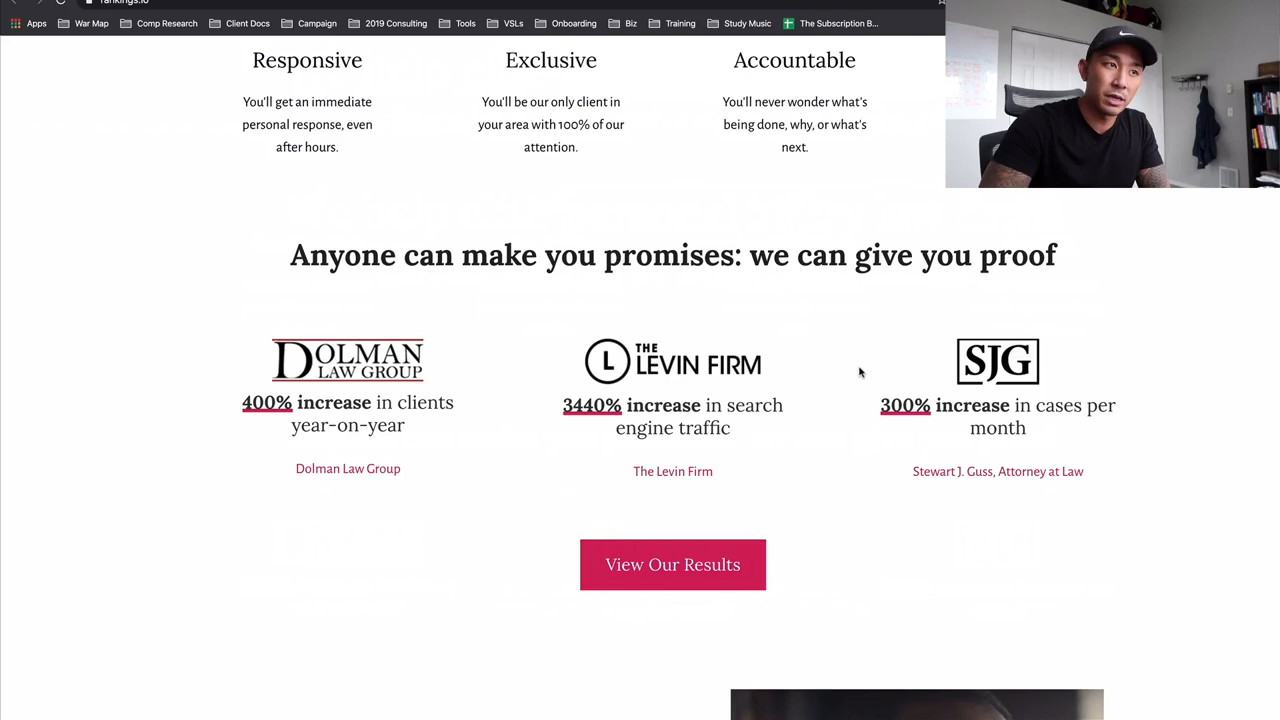 rankings.io
Apps War Map Comp Research Client Docs Campaign 2019 Consulting Tools VSLs Onboarding Biz Training Study Music The Subscription B...
Responsive Exclusive Accountable
You'll get an immediate You'll be our only client in You'll never wonder what's
personal response, even your area with 100% of our being done, why, or what's
after hours. attention. next.
Anyone can make you promises: we can give you proof
DOLMAN LAW GROUP
400% increase in clients
year-on-year
Dolman Law Group
L THE LEVIN FIRM
3440% increase in search
engine traffic
The Levin Firm
SJG
300% increase in cases per
month
Stewart J. Guss, Attorney at Law
View Our Results